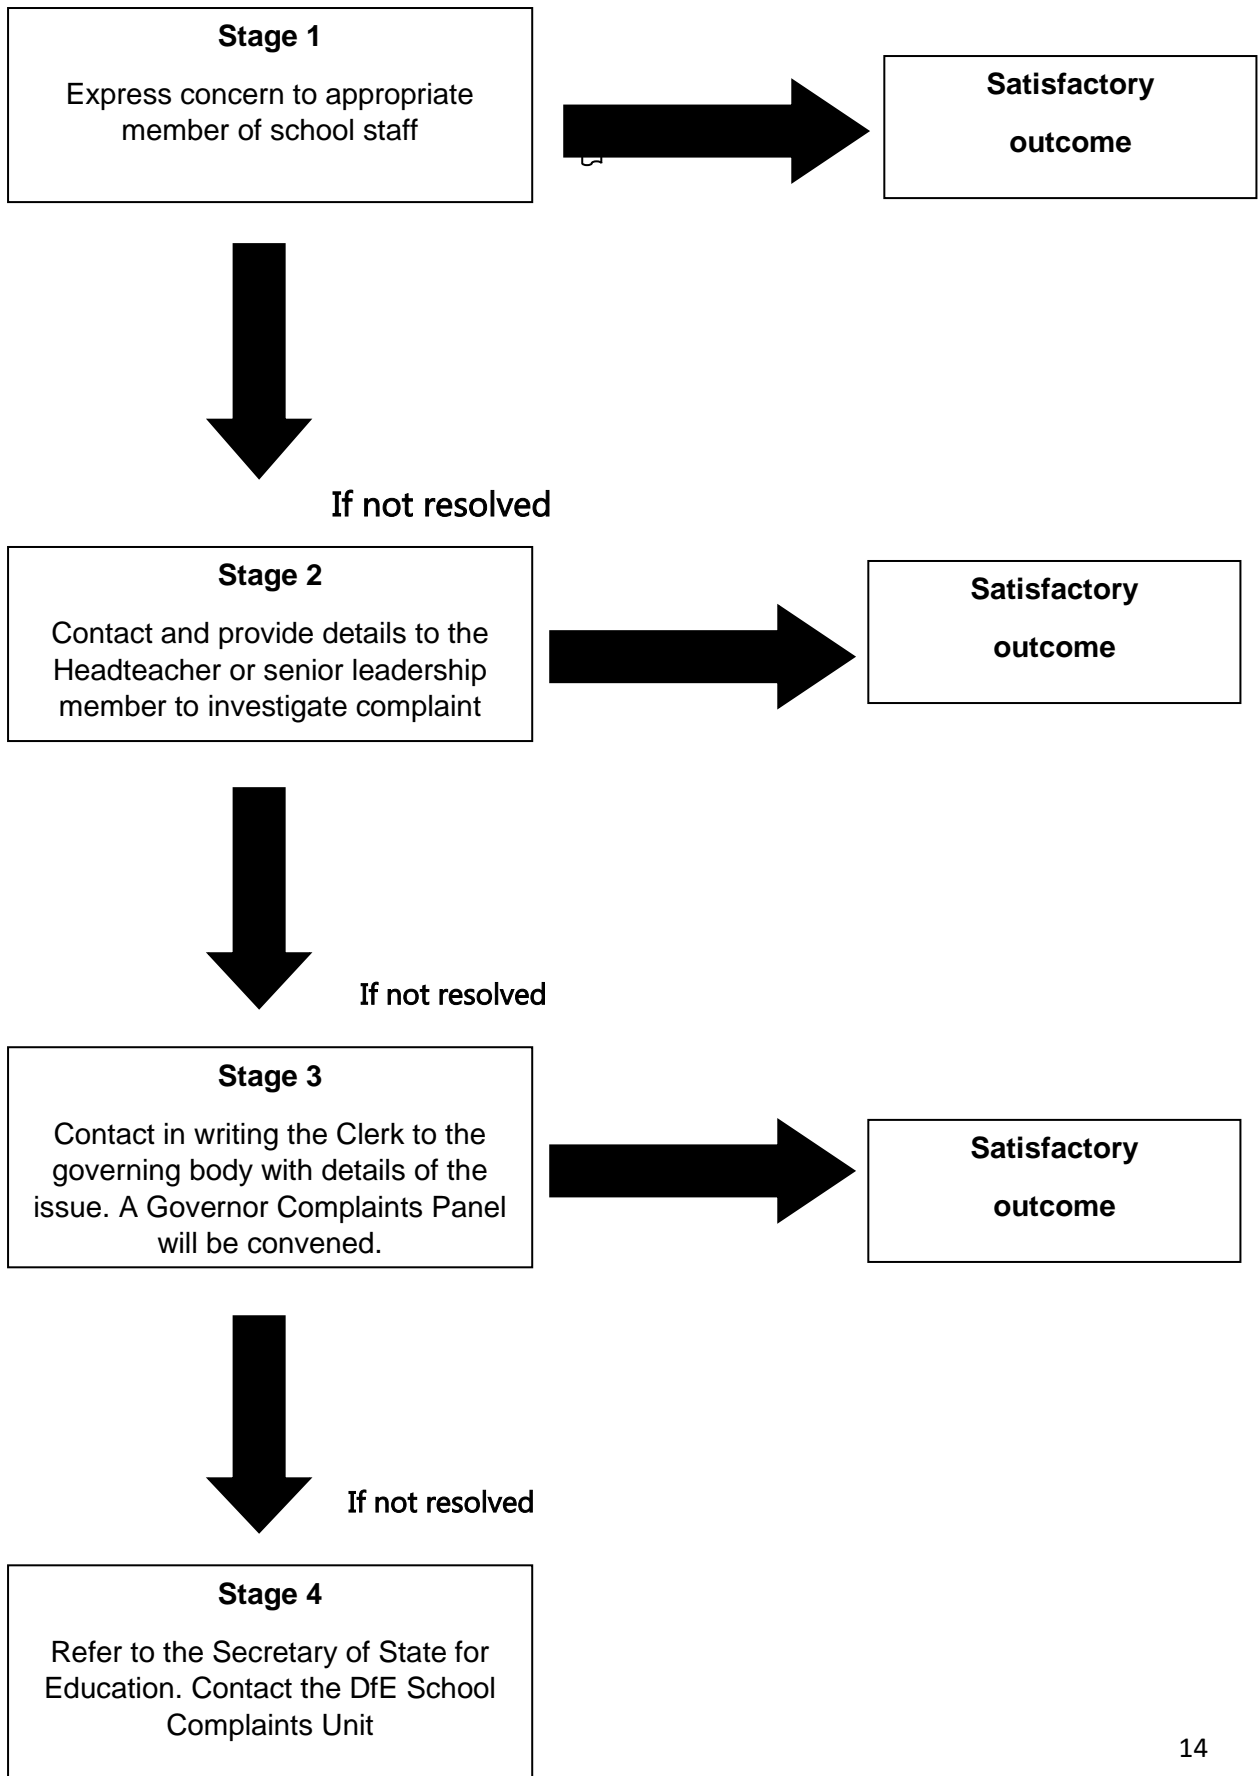 Stage 1
Express concern to appropriate
member of school staff
Satisfactory
outcome
If not resolved
Stage 2
Contact and provide details to the
Headteacher or senior leadership
member to investigate complaint
Satisfactory
outcome
If not resolved
Stage 3
Contact in writing the Clerk to the
governing body with details of the
issue. A Governor Complaints Panel
will be convened.
Satisfactory
outcome
If not resolved
Stage 4
Refer to the Secretary of State for
Education. Contact the DfE School
Complaints Unit
14